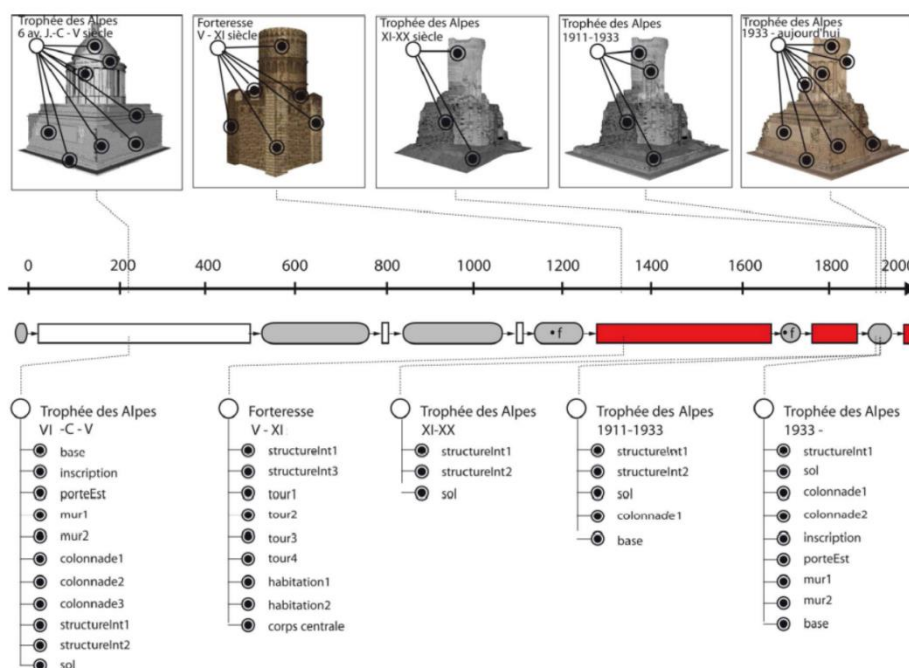 Trophée des Alpes
6 av. J.-C - V siècle
Forteresse
V - XI siècle
Trophée des Alpes
XI-XX siècle
Trophée des Alpes
1911-1933
Trophée des Alpes
1933 - aujourd'hui
0 200 400 600 800 1000 1200 1400 1600 1800 2000
f f
Trophée des Alpes
VI -C - V
base
inscription
porteEst
mur1
mur2
colonnade1
colonnade2
colonnade3
structureInt1
structureInt2
sol
Forteresse
V - XI
structureInt1
structureInt3
tour1
tour2
tour3
tour4
habitation1
habitation2
corps centrale
Trophée des Alpes
XI-XX
structureInt1
structureInt2
sol
Trophée des Alpes
1911-1933
structureInt1
structureInt2
sol
colonnade1
base
Trophée des Alpes
1933 -
structureInt1
sol
colonnade1
colonnade2
inscription
porteEst
mur1
mur2
base